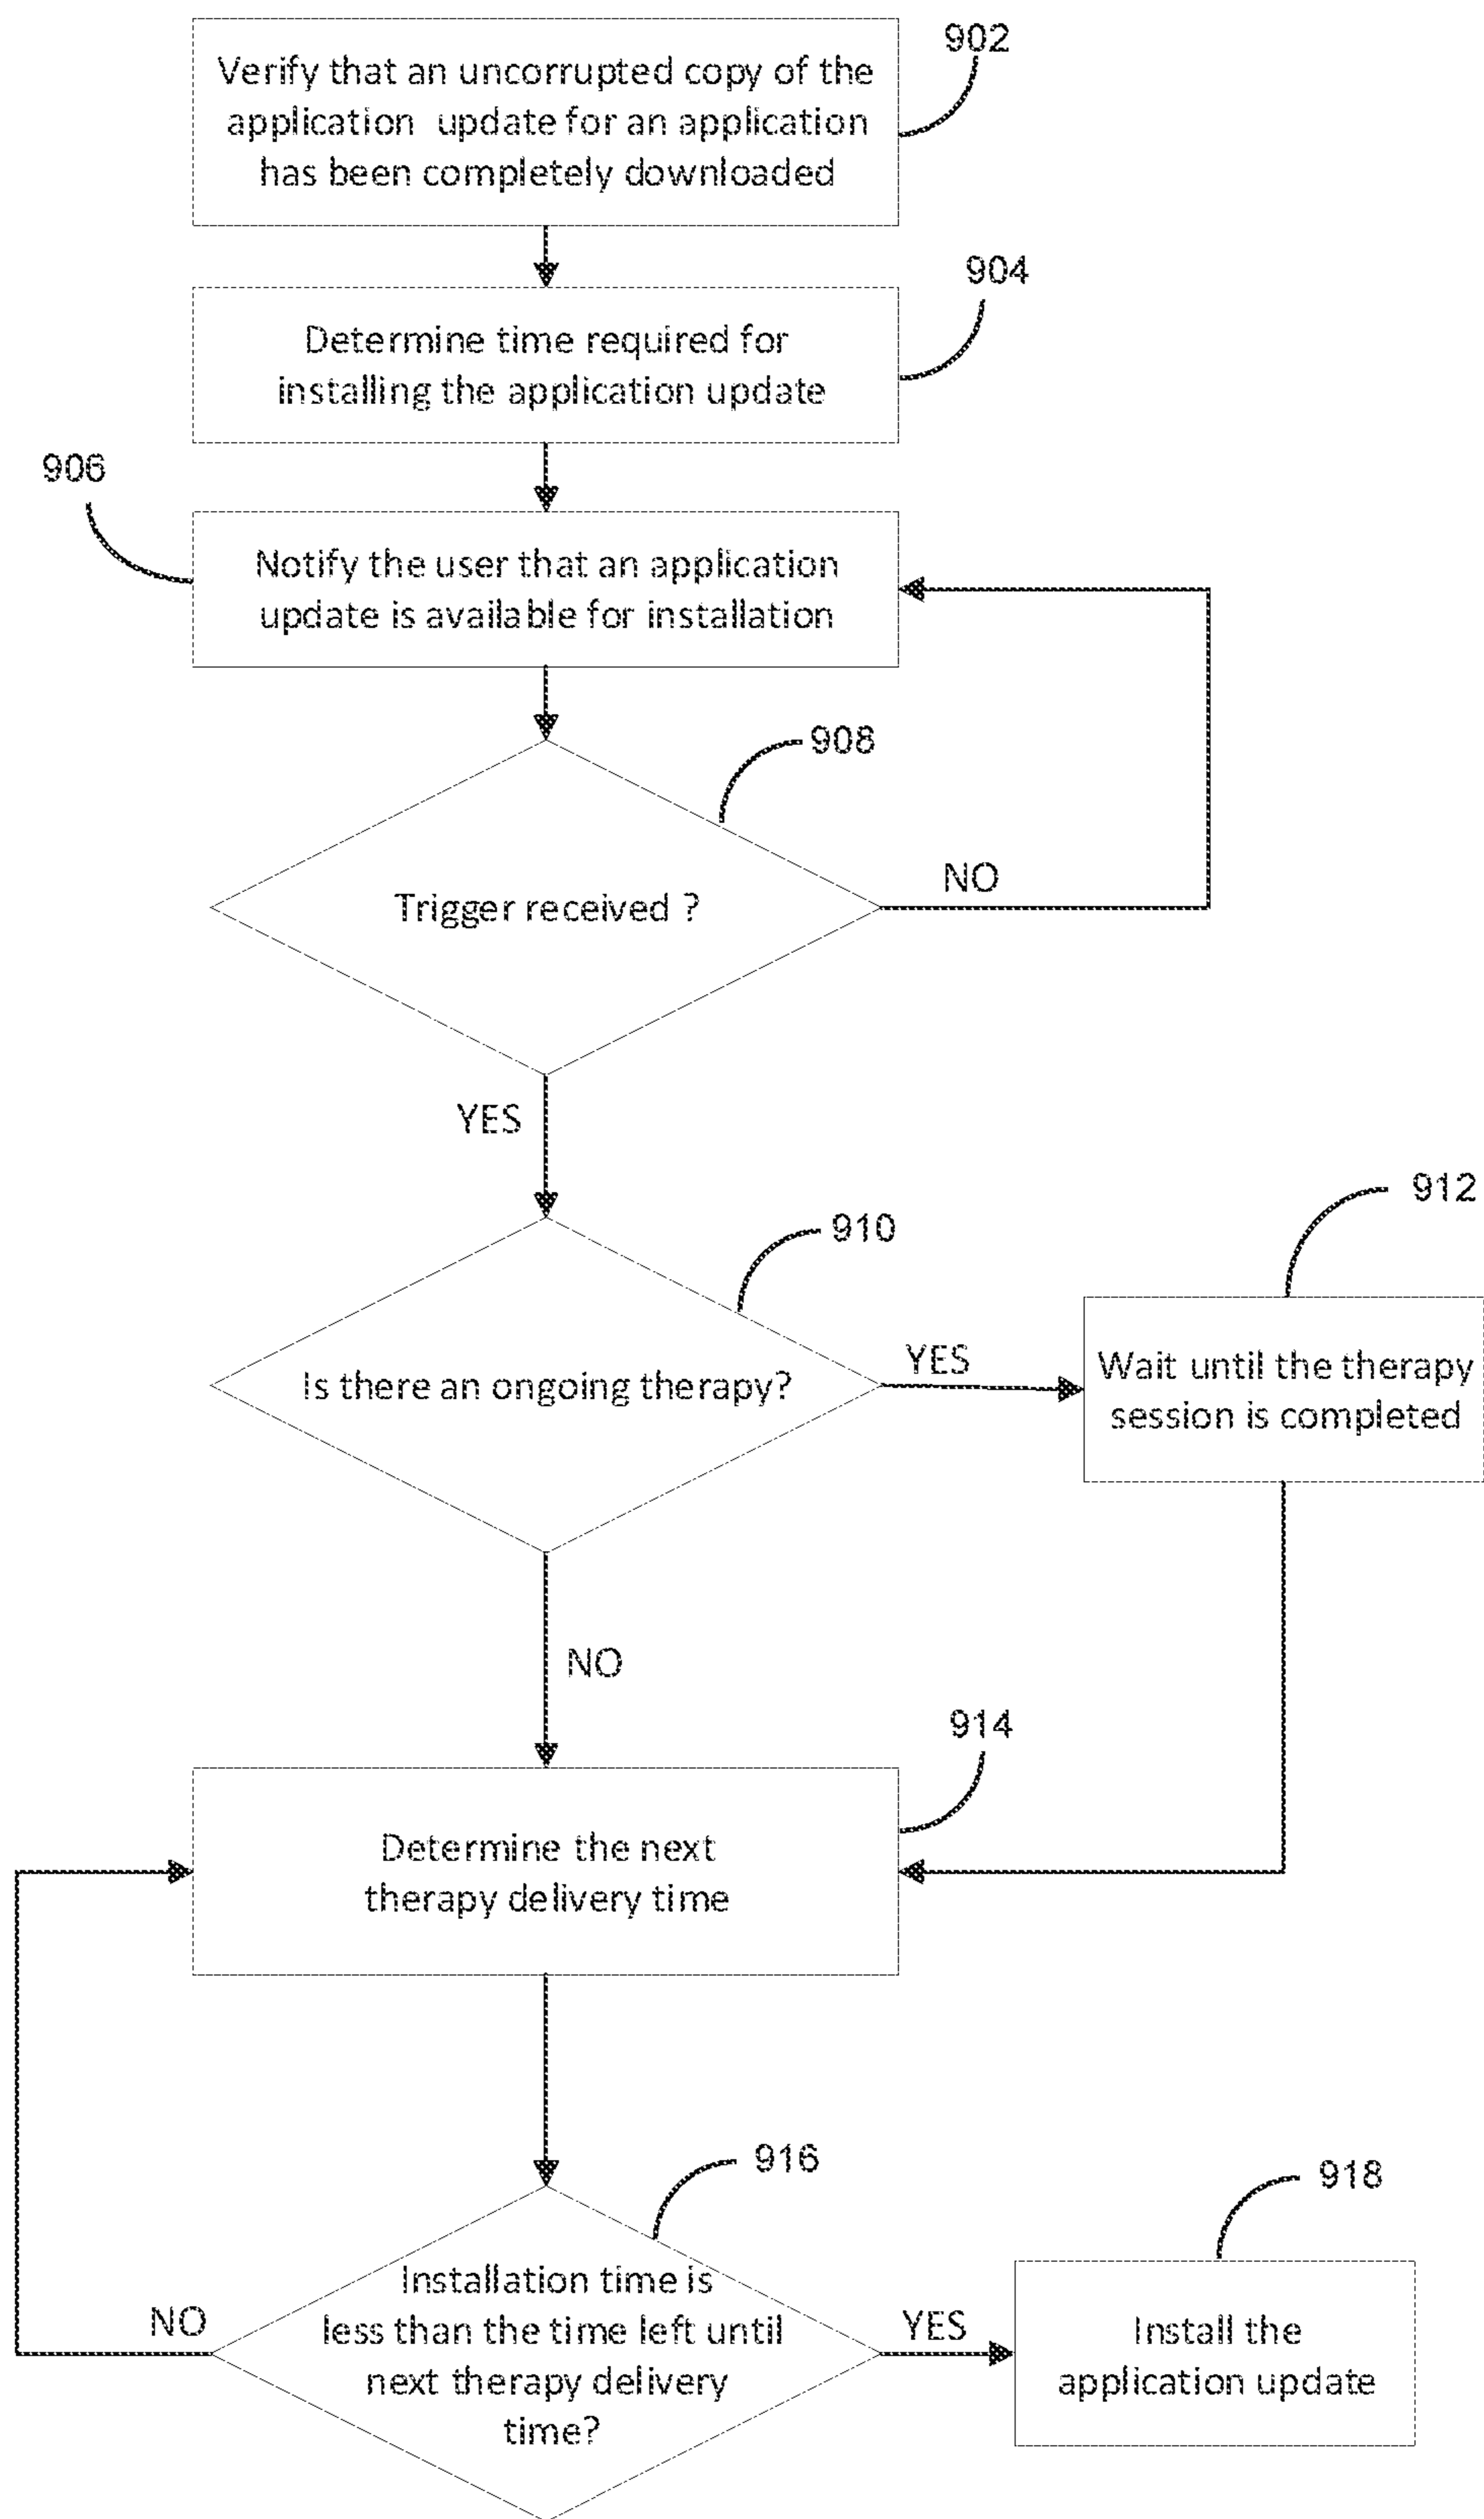 902
Verify that an uncorrupted copy of the
application update for an application
has been completely downloaded
904
Determine time required for
installing the application update
906
Notify the user that an application
update is available for installation
908
Trigger received ?
NO
YES
910
912
Is there an ongoing therapy?
YES
Wait until the therapy
session is completed
NO
914
Determine the next
therapy delivery time
916
918
Installation time is
less than the time left until
next therapy delivery
time?
NO
YES
Install the
application update